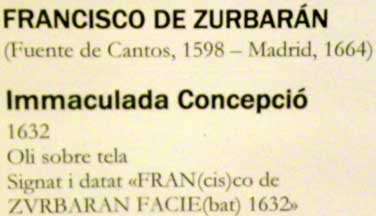 FRANCISCO DE ZURBARÁN
(Fuente de Cantos, 1598 – Madrid, 1664)
Immaculada Concepció
1632
Oli sobre tela
Signat i datat «FRAN(cis)co de
ZVRBARAN FACIE(bat) 1632»